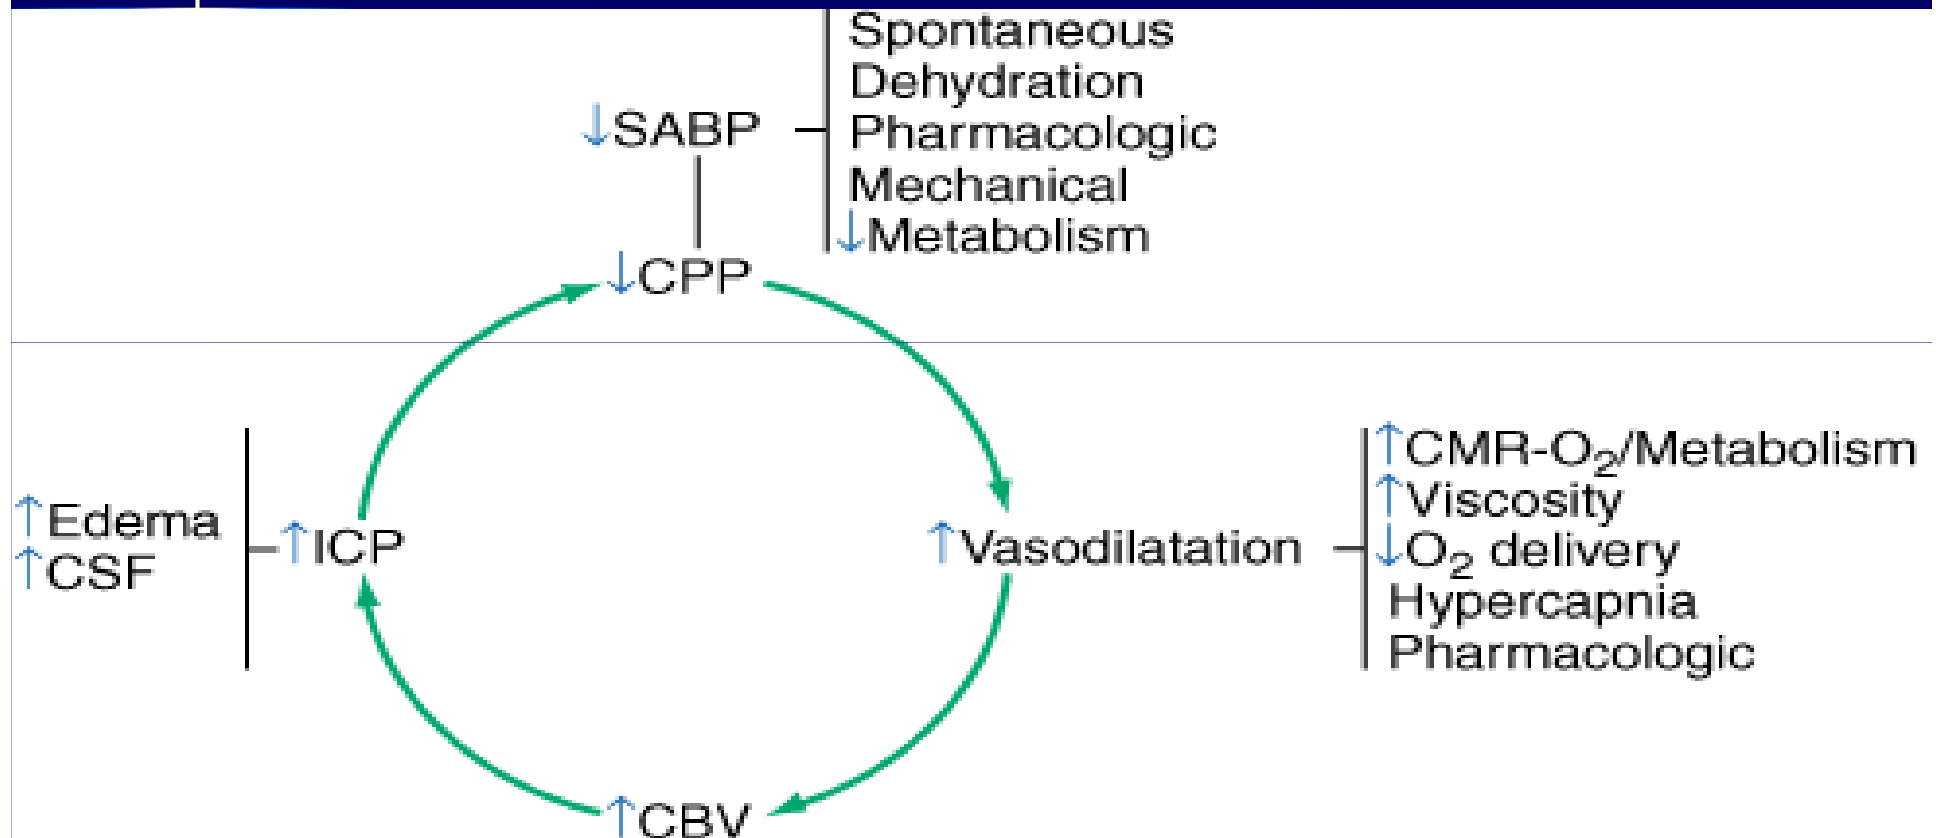 Spontaneous
Dehydration
↓SABP
Pharmacologic
Mechanical
↓Metabolism
↓CPP
↑CMR-O₂/Metabolism
↑Viscosity
↓O₂ delivery
Hypercapnia
Pharmacologic
↑Vasodilatation
↑Edema
↑CSF
↑ICP
↑CBV